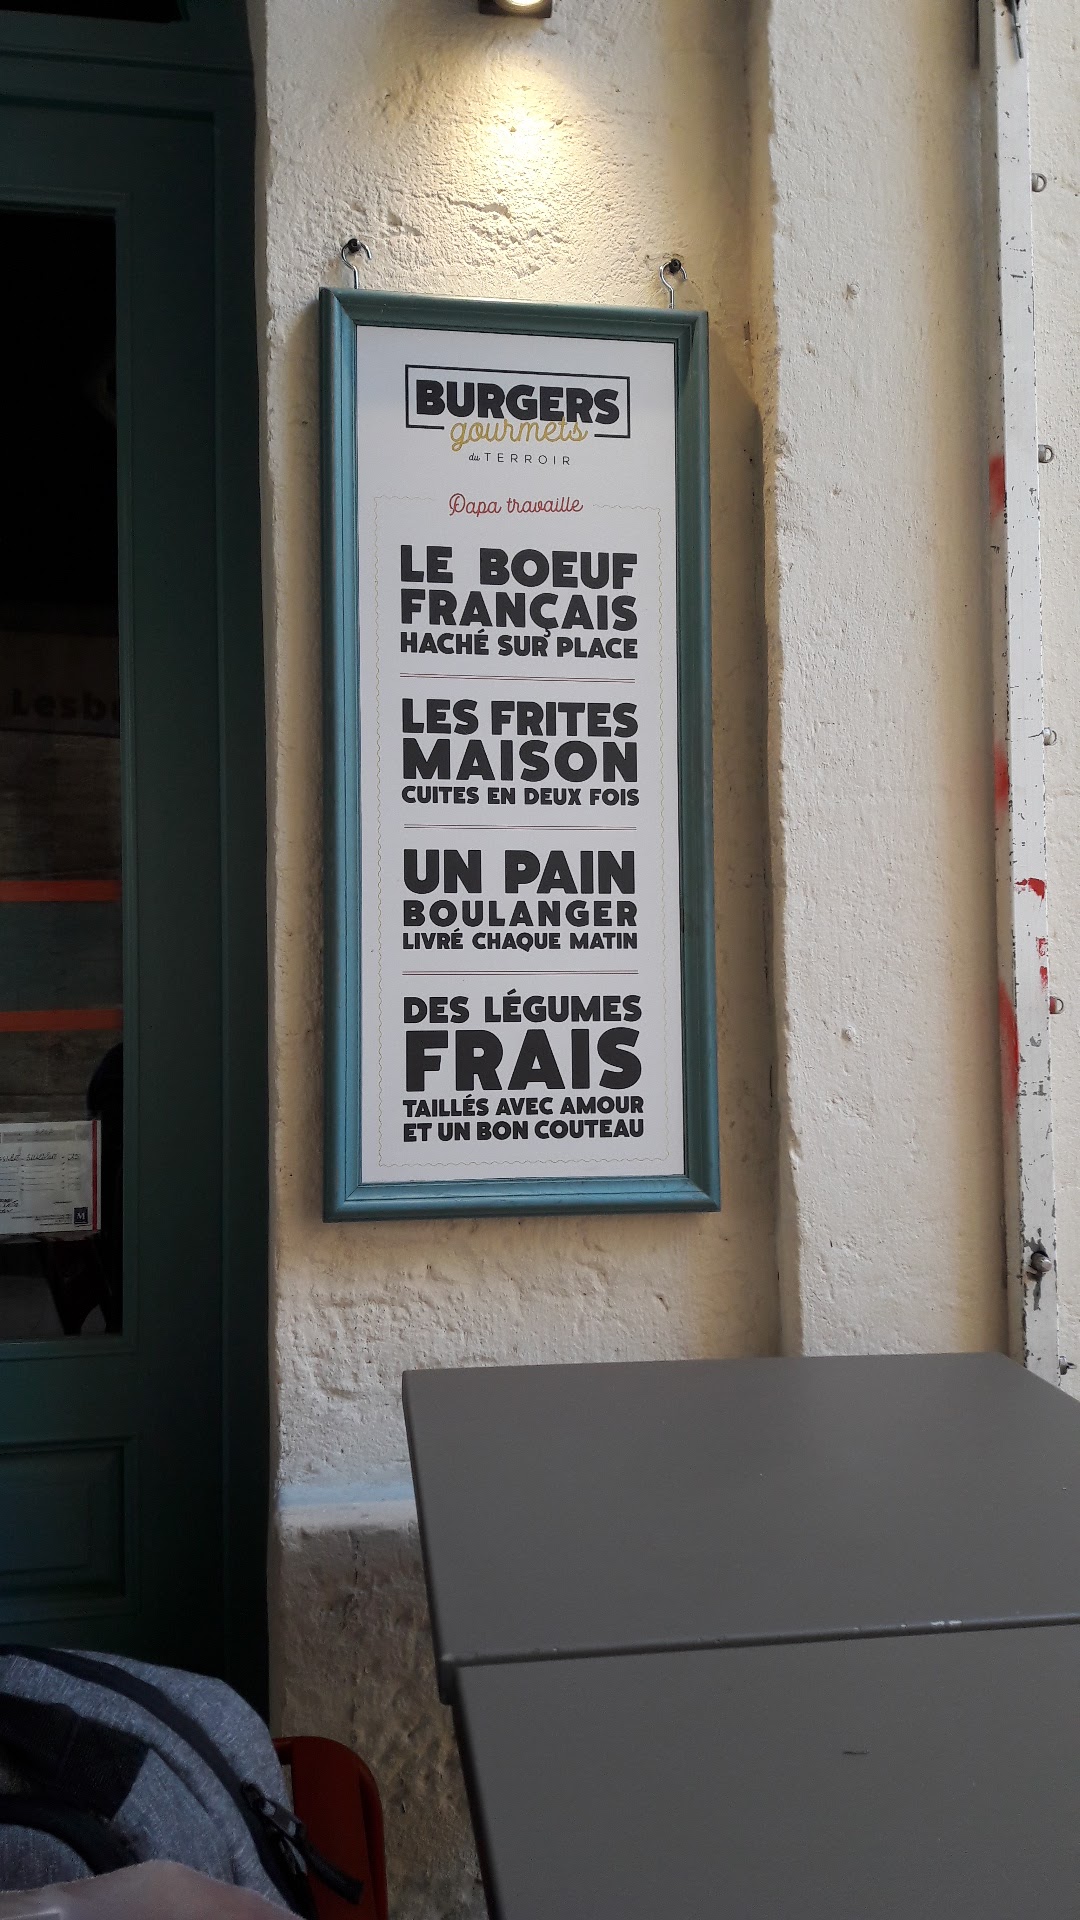 BURGERS
gourmets
du TERROIR
Papa travaille
LE BOEUF
FRANÇAIS
HACHÉ SUR PLACE
LES FRITES
MAISON
CUITES EN DEUX FOIS
UN PAIN
BOULANGER
LIVRÉ CHAQUE MATIN
DES LÉGUMES
FRAIS
TAILLÉS AVEC AMOUR
ET UN BON COUTEAU